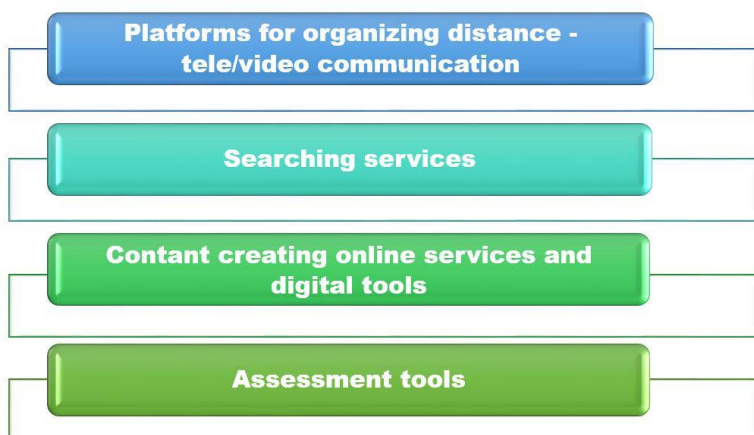 Platforms for organizing distance -
tele/video communication
Searching services
Contant creating online services and
digital tools
Assessment tools